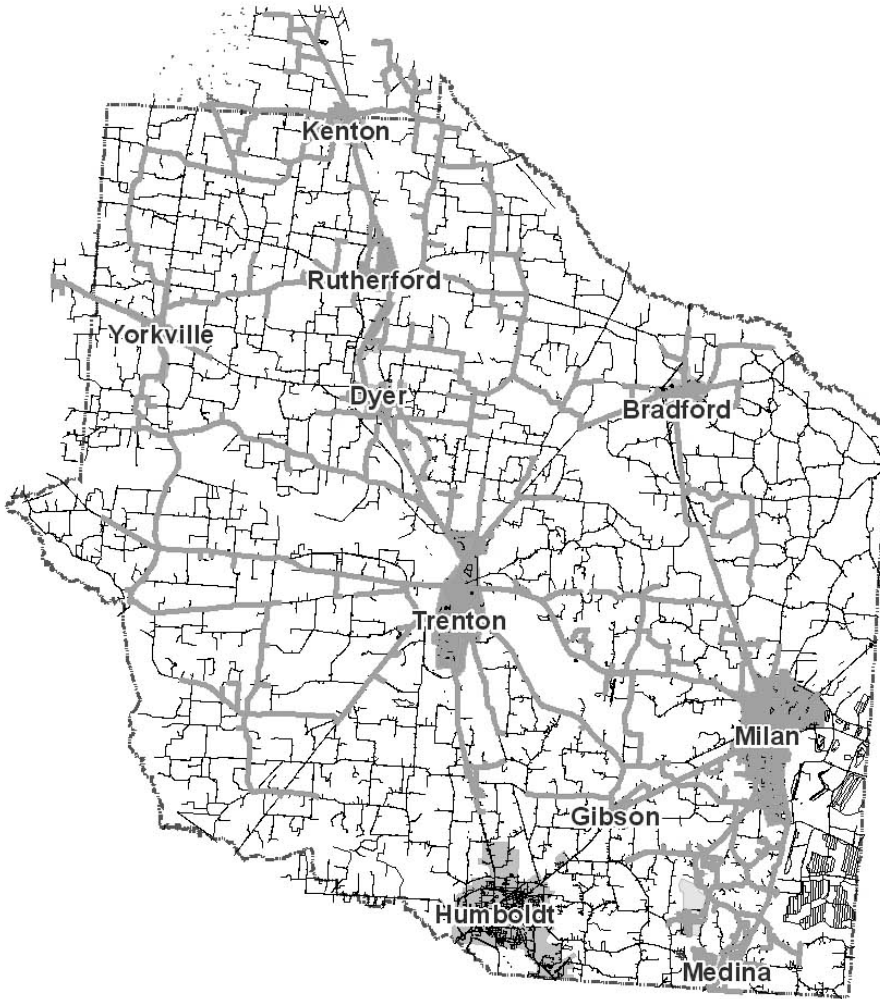 Kenton
Rutherford
Yorkville
Dyer
Bradford
Trenton
Milan
Gibson
Humboldt
Medina